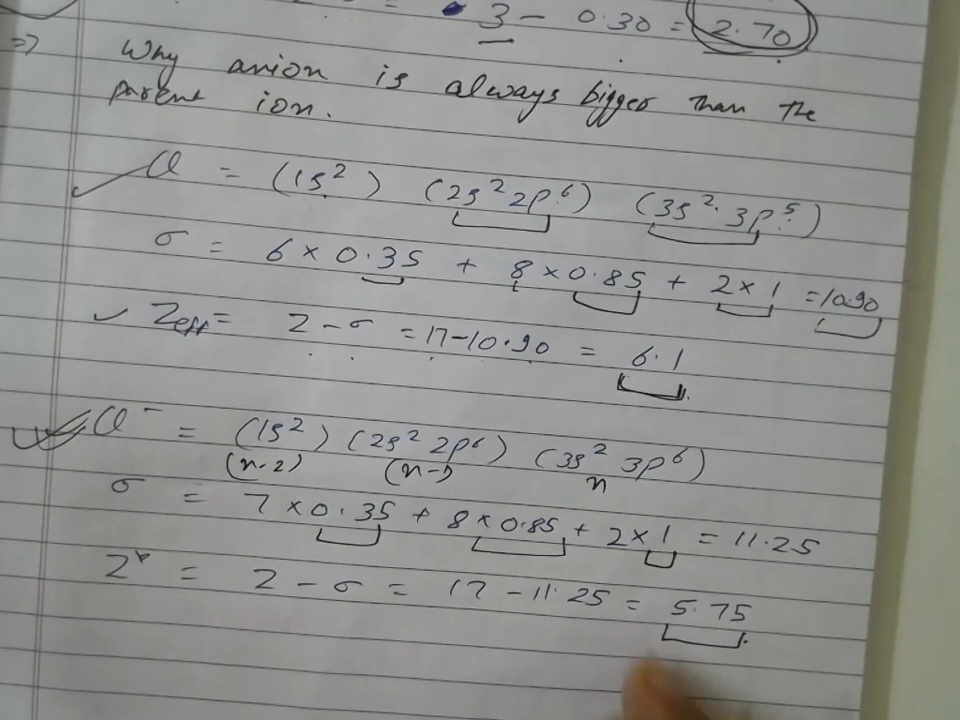 = 3 - 0.30 = 2.70
⇒ Why anion is always bigger than the
parent ion.
Cl = (1s²) (2s² 2p⁶) (3s² 3p⁵)
σ = 6 × 0.35 + 8 × 0.85 + 2 × 1 = 10.90
Zeff = Z - σ = 17 - 10.90 = 6.1
Cl⁻ = (1s²) (2s² 2p⁶) (3s² 3p⁶)
(n-2) (n-1) n
σ = 7 × 0.35 + 8 × 0.85 + 2 × 1 = 11.25
Z* = Z - σ = 17 - 11.25 = 5.75